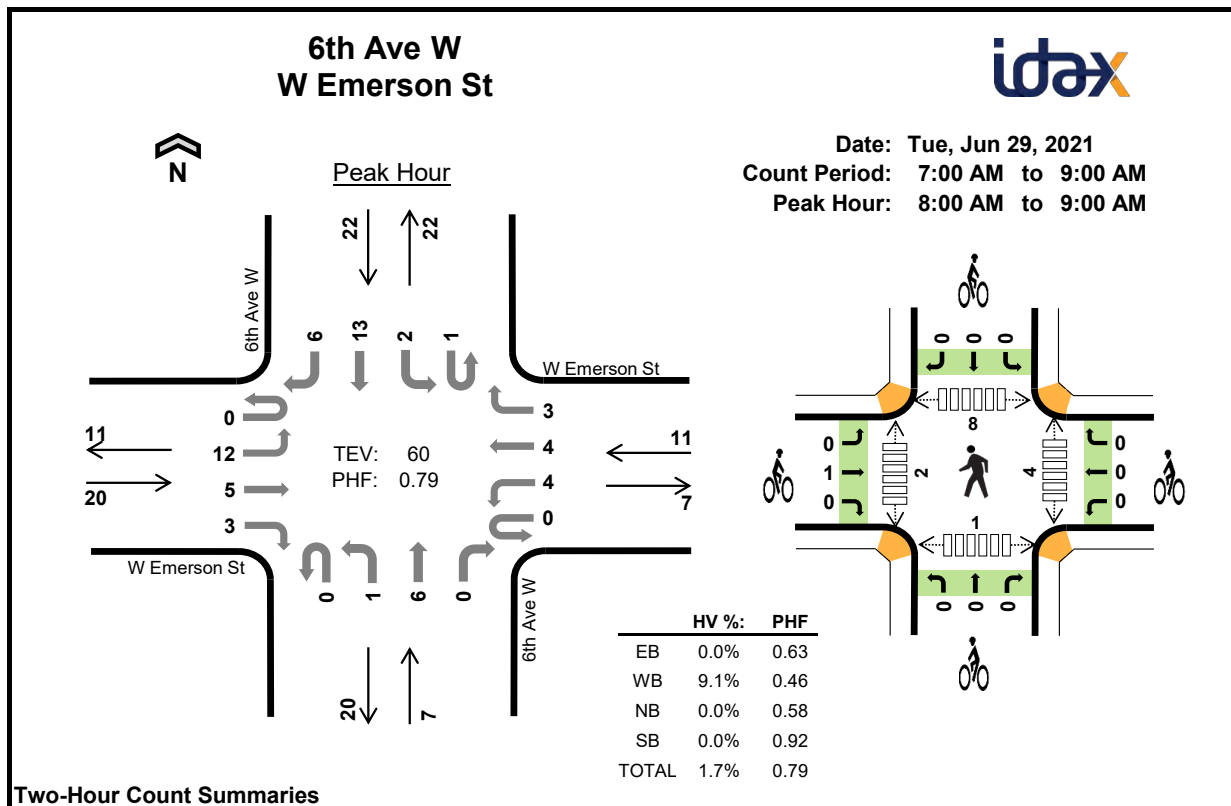 6th Ave W
W Emerson St
idax
N
Peak Hour
Date: Tue, Jun 29, 2021
Count Period: 7:00 AM to 9:00 AM
Peak Hour: 8:00 AM to 9:00 AM
22
22
6th Ave W
6
13
2
1
W Emerson St
0
12
5
3
11
20
TEV: 60
PHF: 0.79
3
4
4
0
11
7
W Emerson St
0
1
6
0
6th Ave W
20
7
0
0
0
8
0
1
0
2
4
0
0
0
1
0
0
0
HV %: PHF
EB 0.0% 0.63
WB 9.1% 0.46
NB 0.0% 0.58
SB 0.0% 0.92
TOTAL 1.7% 0.79
Two-Hour Count Summaries